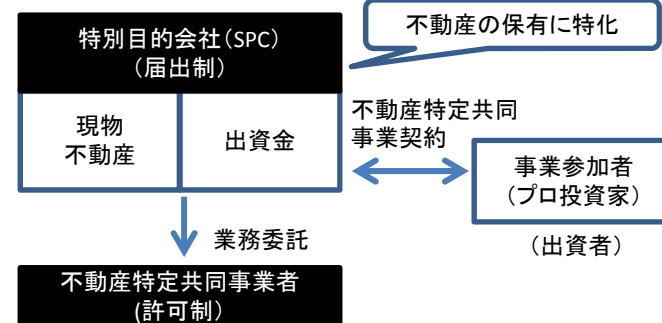 不動産の保有に特化
特別目的会社（SPC）
（届出制）
現物
不動産
出資金
不動産特定共同
事業契約
事業参加者
（プロ投資家）
（出資者）
業務委託
不動産特定共同事業者
(許可制）